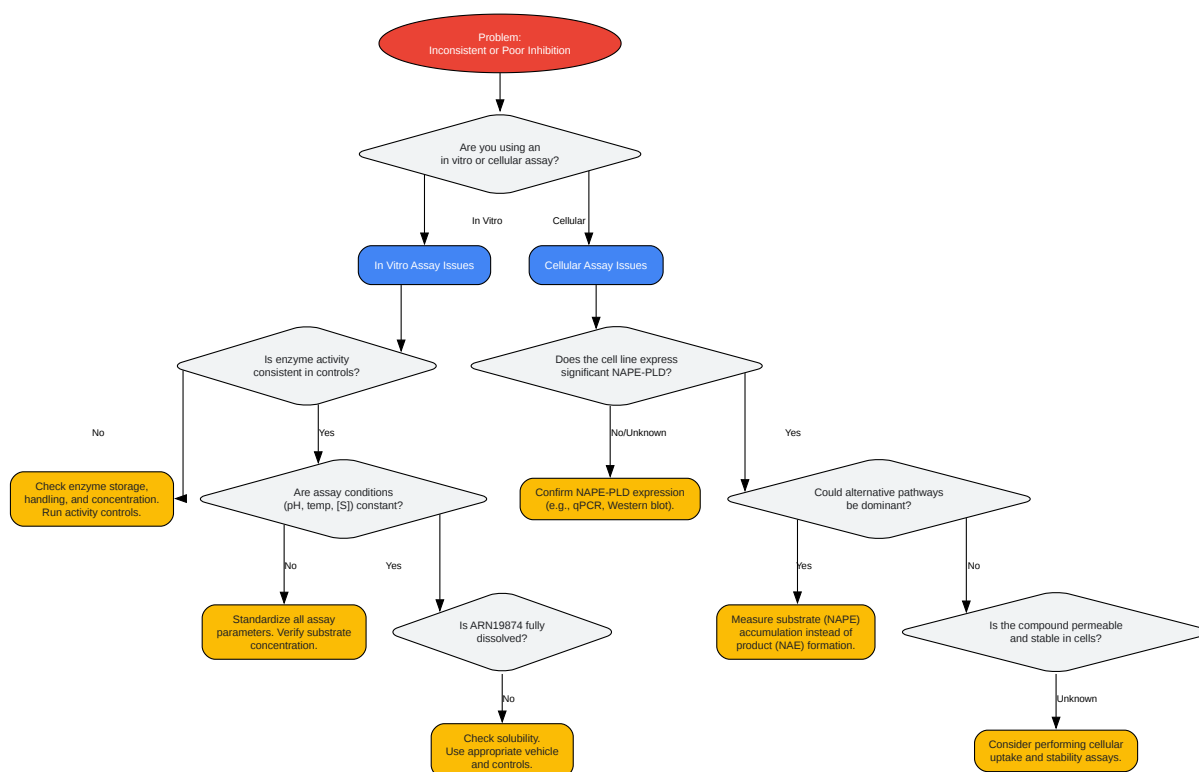 Problem:
Inconsistent or Poor Inhibition
Are you using an
in vitro or cellular assay?
In Vitro
Cellular
In Vitro Assay Issues
Cellular Assay Issues
Is enzyme activity
consistent in controls?
Does the cell line express
significant NAPE-PLD?
No
Yes
No/Unknown
Yes
Check enzyme storage,
handling, and concentration.
Run activity controls.
Are assay conditions
(pH, temp, [S]) constant?
Confirm NAPE-PLD expression
(e.g., qPCR, Western blot).
Could alternative pathways
be dominant?
No
Yes
Yes
No
Standardize all assay
parameters. Verify substrate
concentration.
Is ARN19874 fully
dissolved?
Measure substrate (NAPE)
accumulation instead of
product (NAE) formation.
Is the compound permeable
and stable in cells?
No
Unknown
Check solubility.
Use appropriate vehicle
and controls.
Consider performing cellular
uptake and stability assays.